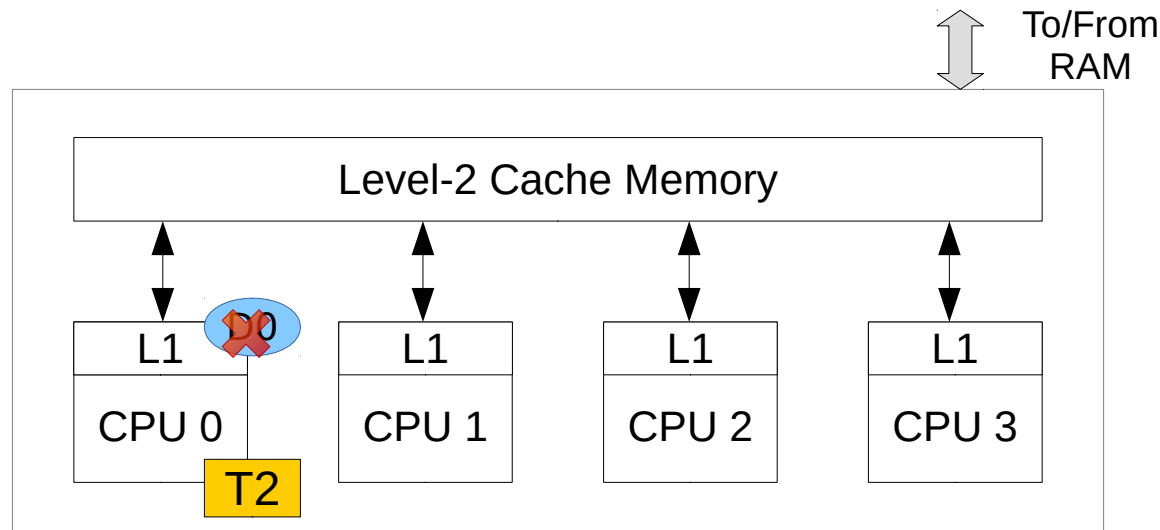 To/From
RAM
Level-2 Cache Memory
D0
L1
L1
L1
L1
CPU 0
CPU 1
CPU 2
CPU 3
T2